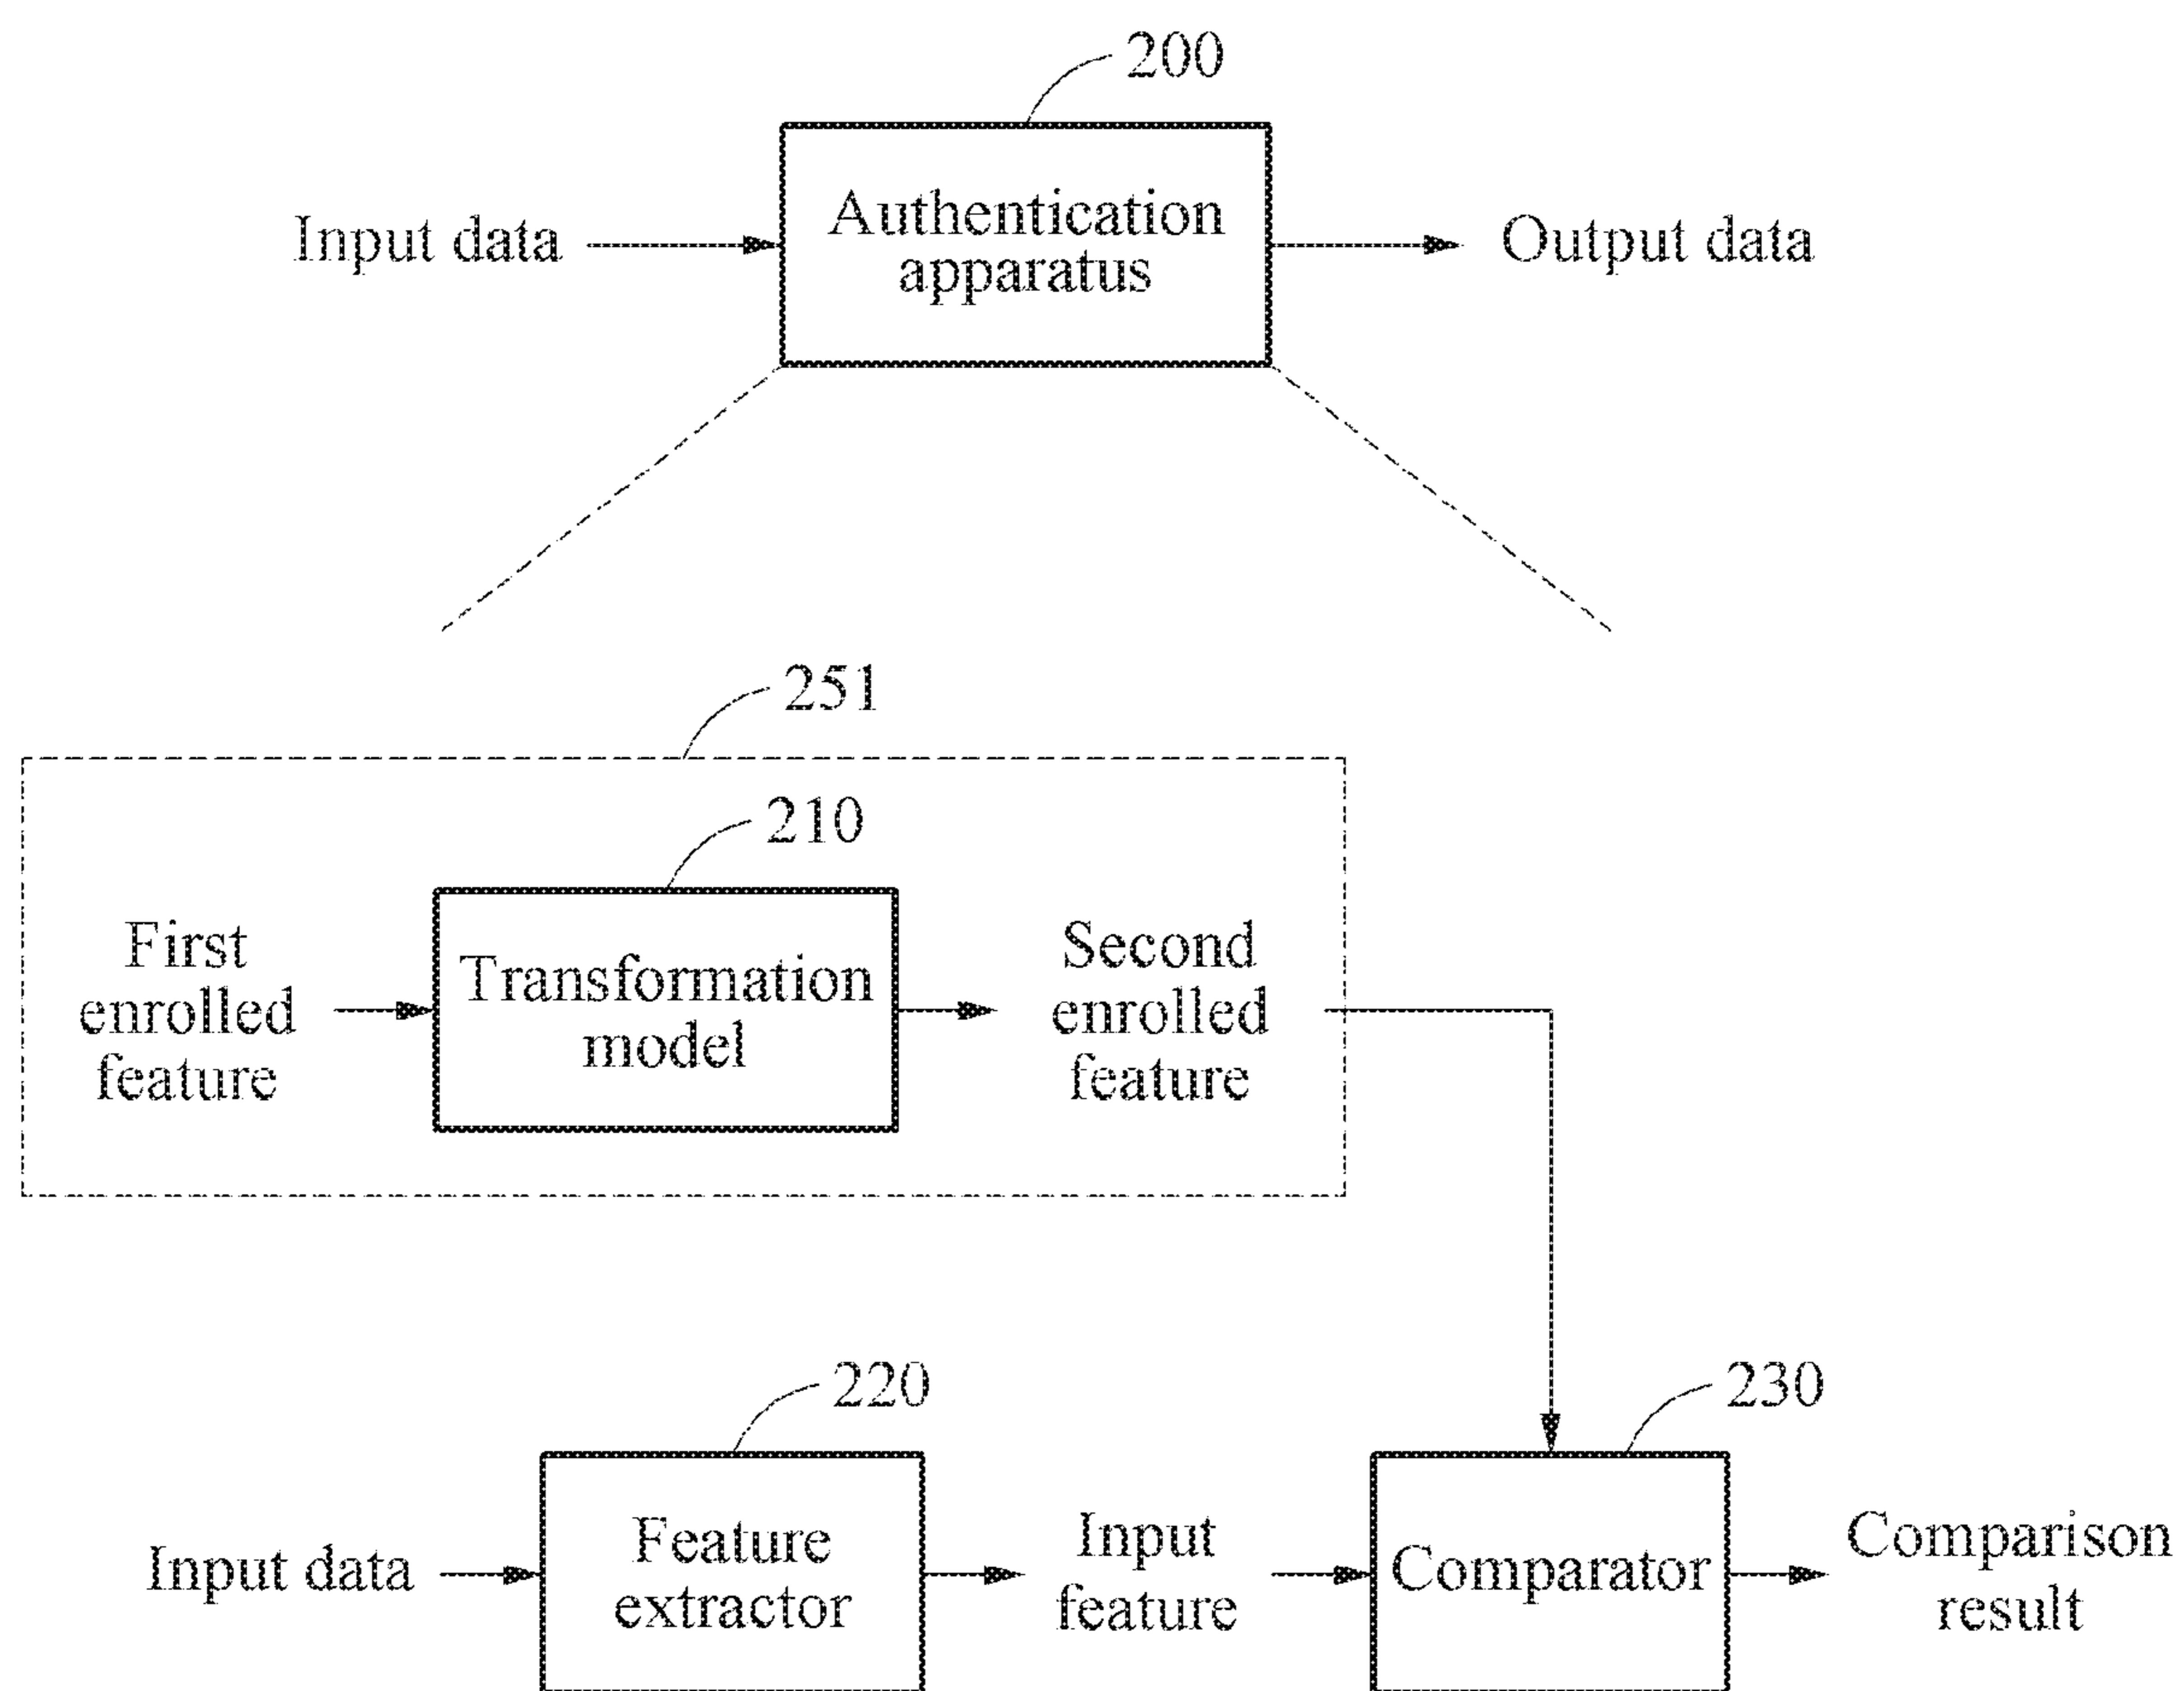 200
Input data
Authentication
apparatus
Output data
251
210
First
enrolled
feature
Transformation
model
Second
enrolled
feature
220
230
Input data
Feature
extractor
Input
feature
Comparator
Comparison
result